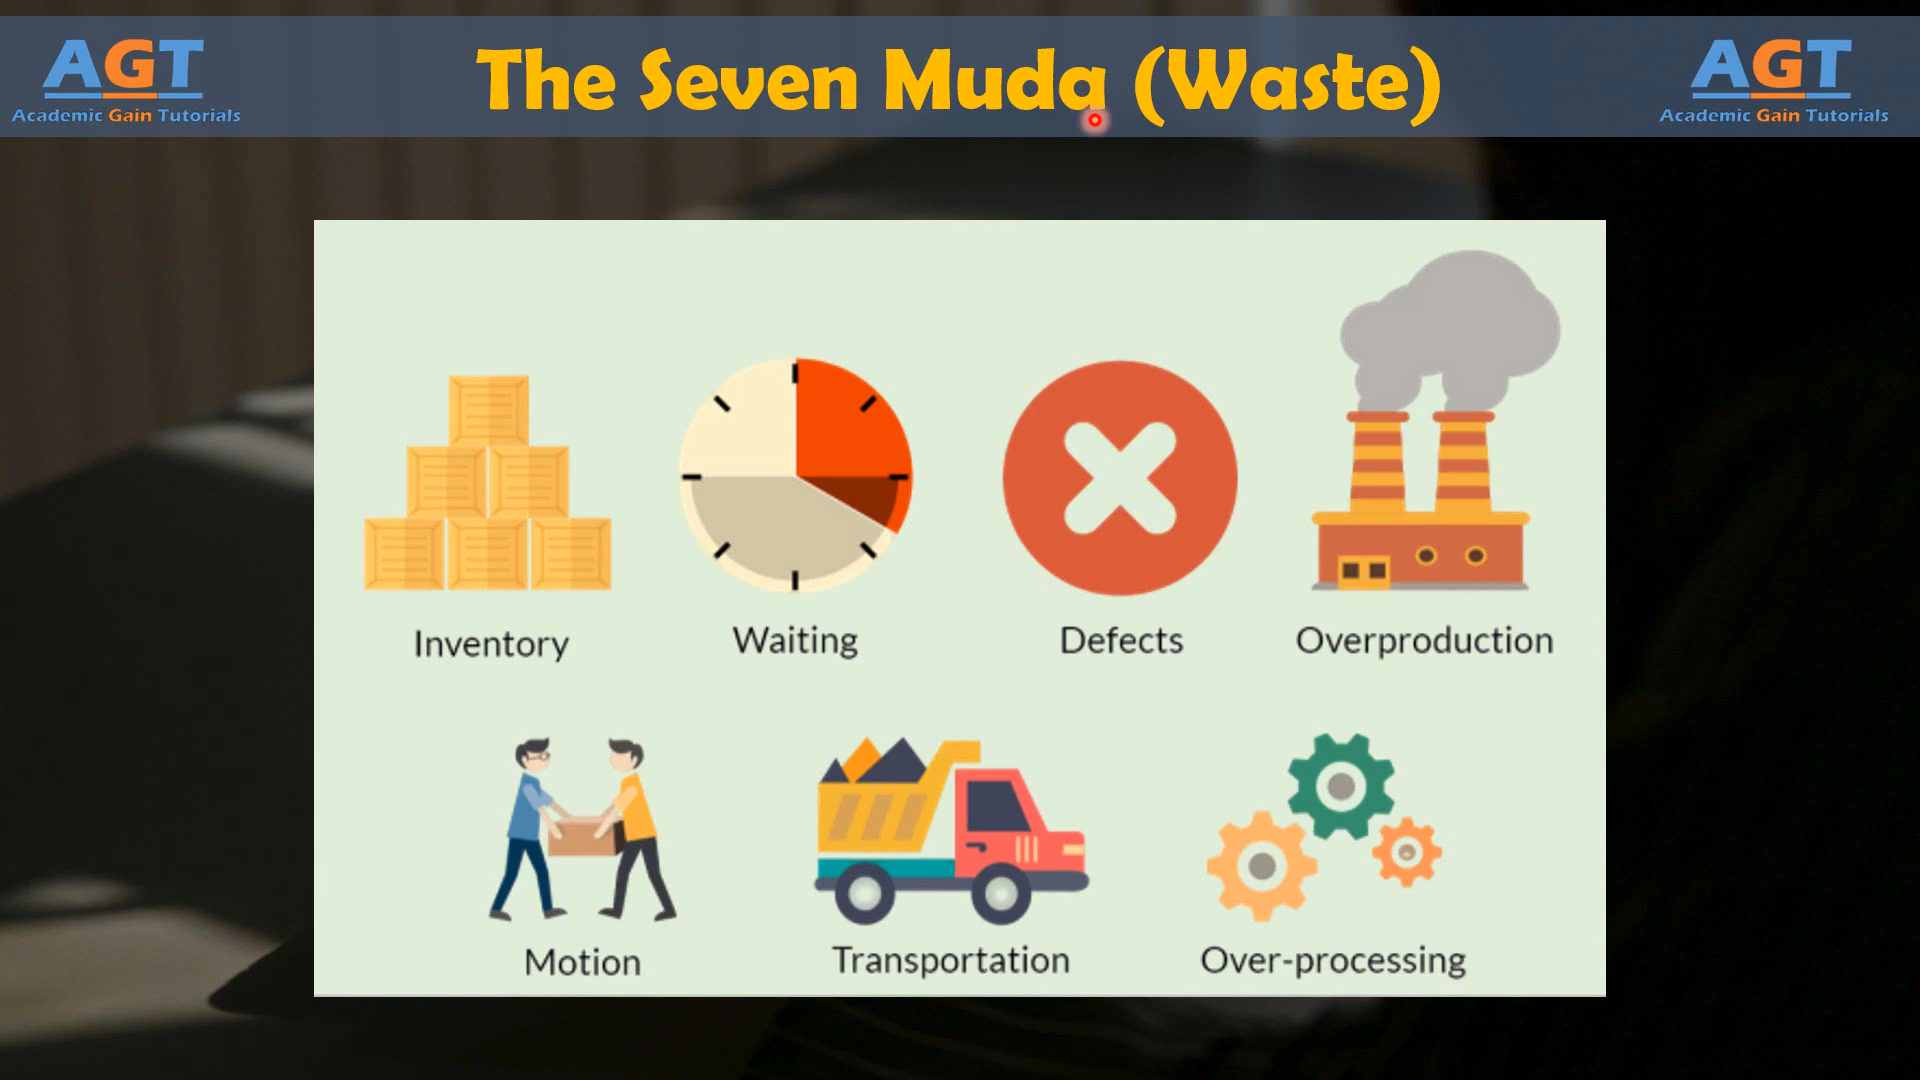 AGT
Academic Gain Tutorials
The Seven Muda (Waste)
AGT
Academic Gain Tutorials
Inventory
Waiting
Defects
Overproduction
Motion
Transportation
Over-processing